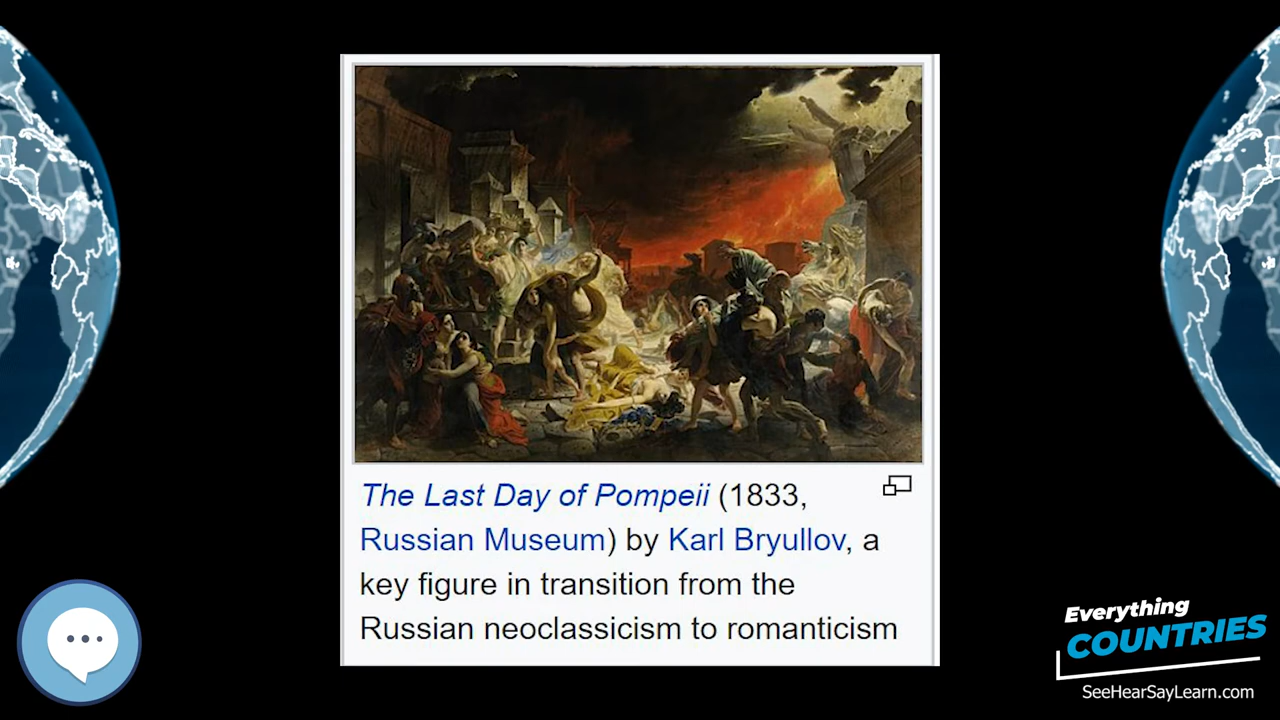 The Last Day of Pompeii (1833,
Russian Museum) by Karl Bryullov, a
key figure in transition from the
Russian neoclassicism to romanticism
Everything
COUNTRIES
SeeHearSayLearn.com